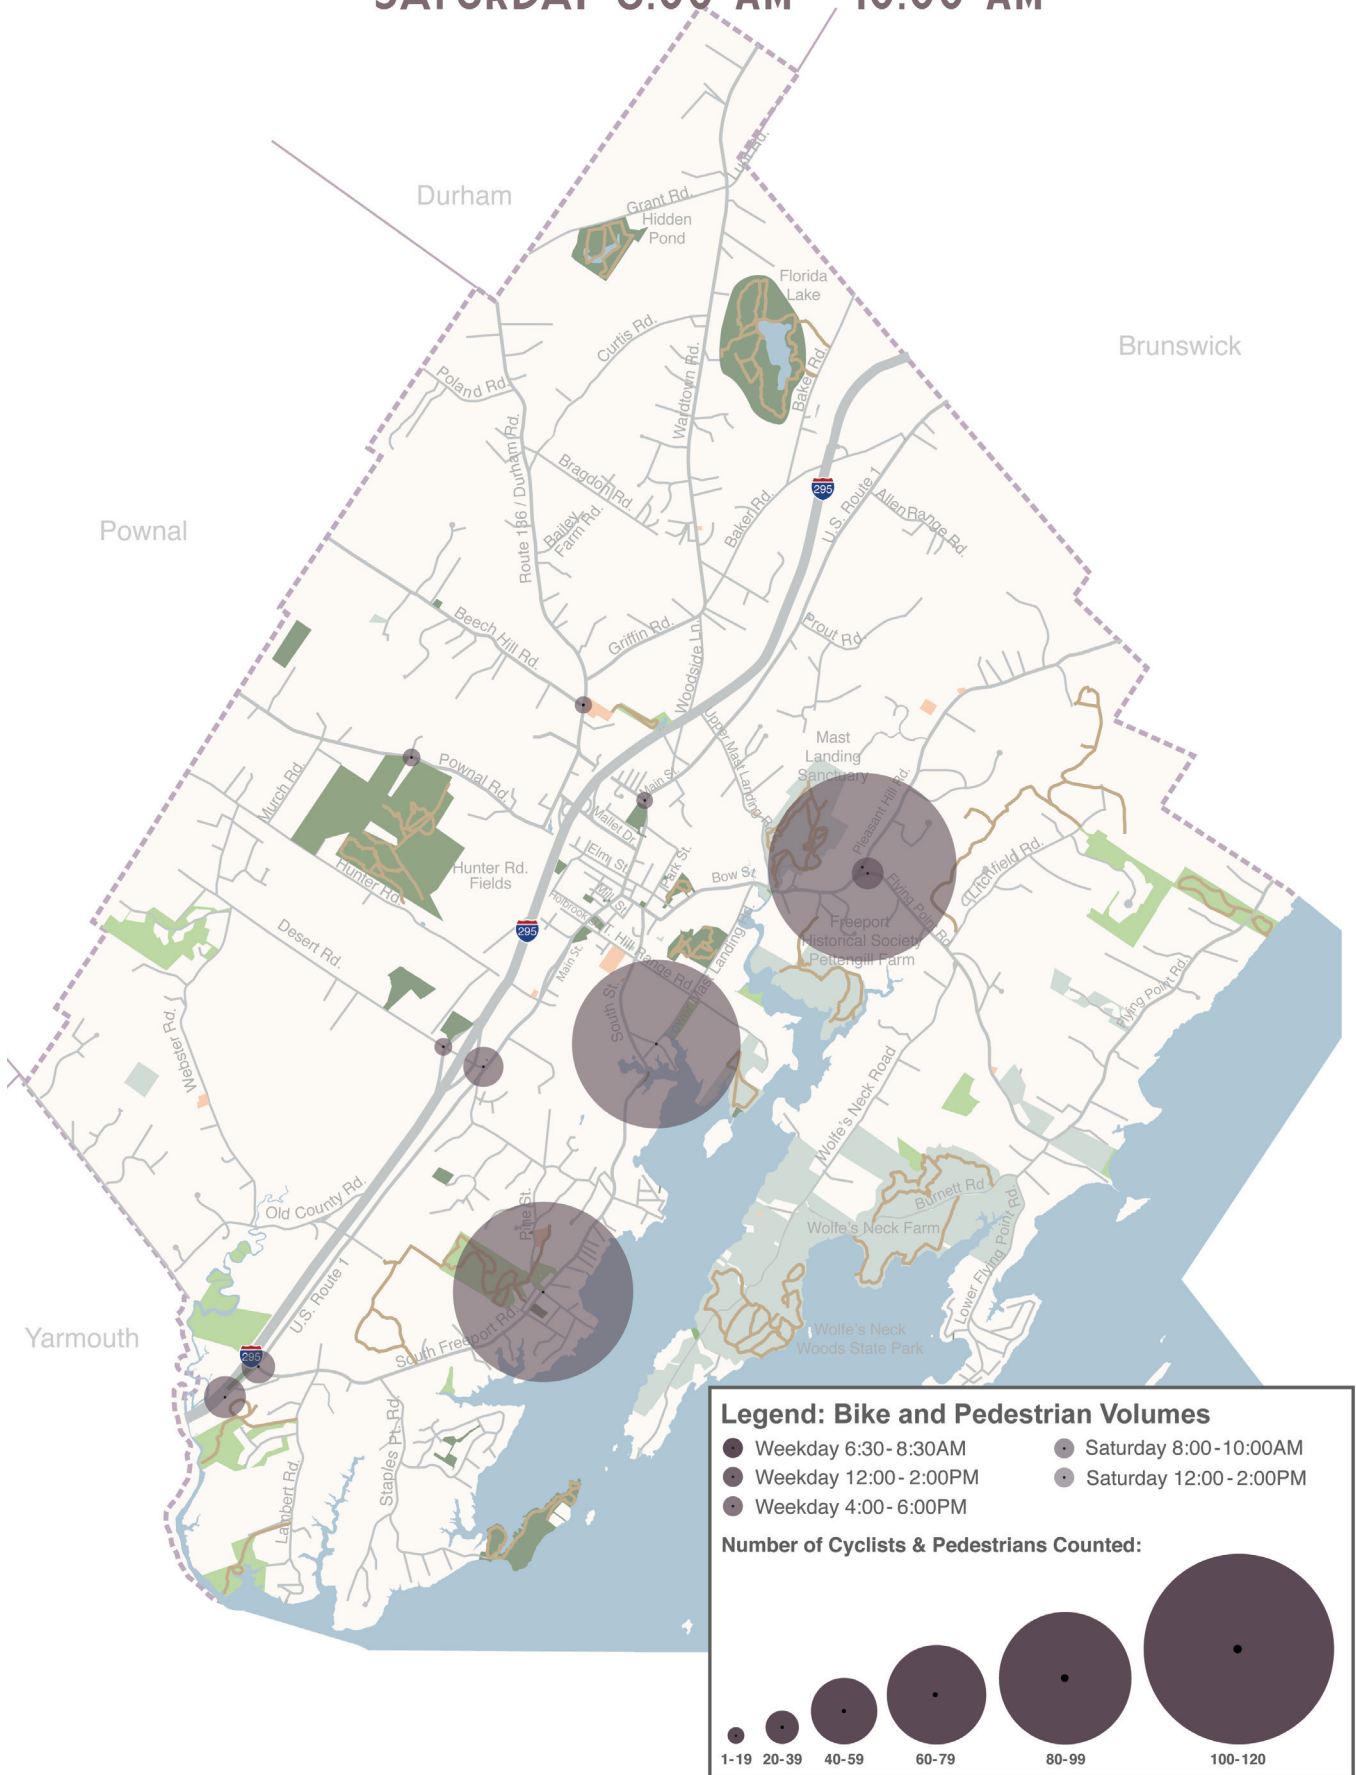 SATURDAY 8:00 AM - 10:00 AM
Durham
Lunt Rd.
Grant Rd.
Hidden
Pond
Florida
Lake
Brunswick
Curtis Rd.
Wardtown Rd.
Baker Rd.
Poland Rd.
Route 136 / Durham Rd.
Bragdon Rd.
Bailey
Farm Rd.
295
U.S. Route 1
Allen Range Rd.
Baker Rd.
Pownal
Beech Hill Rd.
Griffin Rd.
Woodside Ln.
Prout Rd.
Upper Mast Landing Rd.
Mast
Landing
Sanctuary
Pleasant Hill Rd.
Pownal Rd.
Murch Rd.
Main St.
Mallet Dr.
Elm St.
Park St.
Bow St.
Mill St.
Holbrook
Hunter Rd.
Fields
Hunter Rd.
Flying Point Rd.
Litchfield Rd.
Freeport
Historical Society
Pettengill Farm
295
Desert Rd.
Main St.
T. Hill Range Rd.
Mast Landing Rd.
South St.
Flying Point Rd.
Webster Rd.
Wolfe's Neck Road
Old County Rd.
Pine St.
Burnett Rd
Wolfe's Neck Farm
Lower Flying Point Rd.
U.S. Route 1
Yarmouth
South Freeport Rd.
Wolfe's Neck
Woods State Park
295
Staples Pt. Rd.
Lambert Rd.
Legend: Bike and Pedestrian Volumes
Weekday 6:30-8:30AM
Saturday 8:00-10:00AM
Weekday 12:00-2:00PM
Saturday 12:00-2:00PM
Weekday 4:00-6:00PM
Number of Cyclists & Pedestrians Counted:
1-19 20-39 40-59 60-79 80-99 100-120